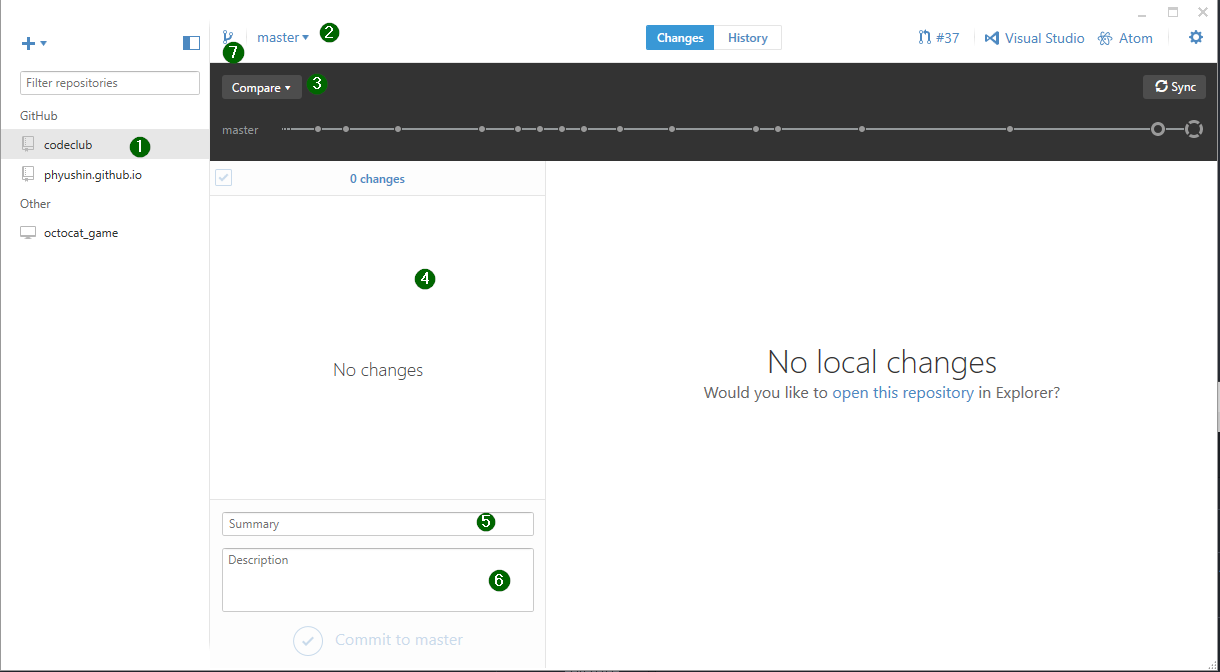 master
2
Changes
History
#37
Visual Studio
Atom
7
Filter repositories
Compare
3
Sync
GitHub
master
codeclub
1
phyushin.github.io
0 changes
Other
octocat_game
4
No changes
No local changes
Would you like to open this repository in Explorer?
Summary
5
Description
6
Commit to master